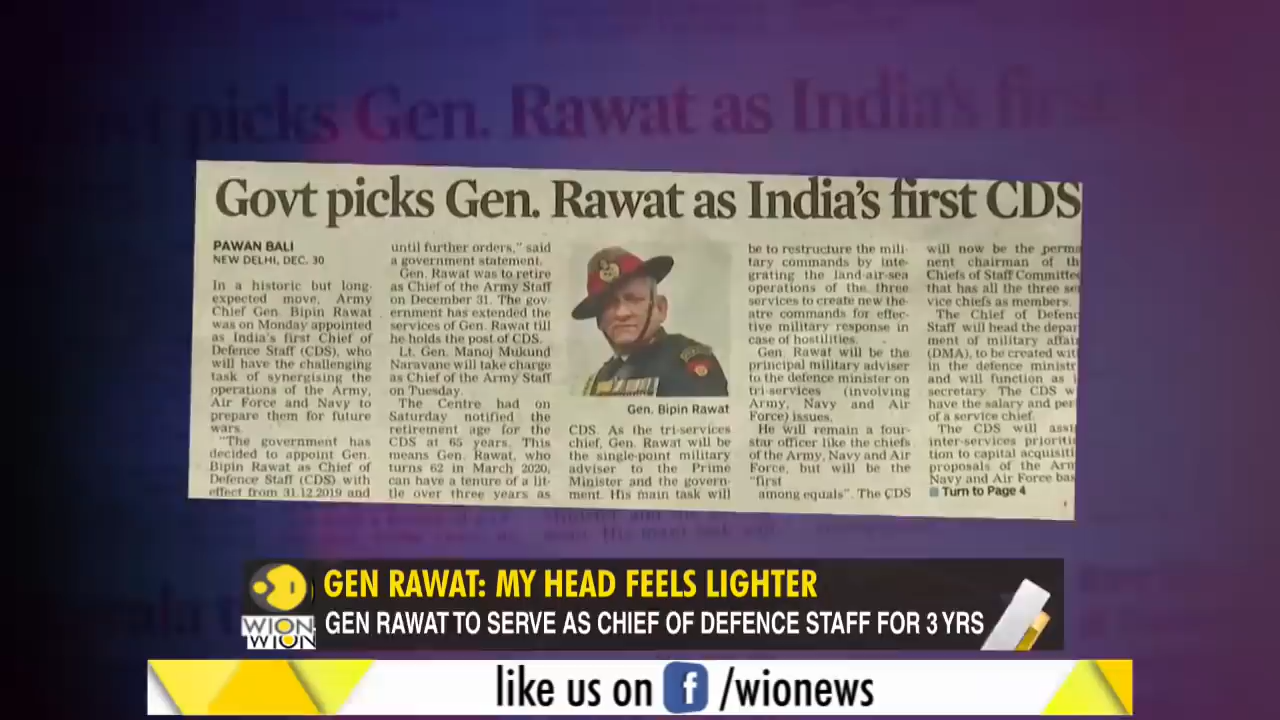 Govt picks Gen. Rawat as India's first
Govt picks Gen. Rawat as India's first CDS
PAWAN BALI
NEW DELHI, DEC. 30
In a historic but long-
expected move, Army
Chief Gen. Bipin Rawat
was on Monday appointed
as India's first Chief of
Defence Staff (CDS), who
will have the challenging
task of synergising the
operations of the Army,
Air Force and Navy to
prepare them for future
wars.
"The government has
decided to appoint Gen.
Bipin Rawat as Chief of
Defence Staff (CDS) with
effect from 31.12.2019 and
until further orders," said
a government statement.
Gen. Rawat was to retire
as Chief of the Army Staff
on December 31. The gov-
ernment has extended the
services of Gen. Rawat till
he holds the post of CDS.
Lt. Gen. Manoj Mukund
Naravane will take charge
as Chief of the Army Staff
on Tuesday.
The Centre had on
Saturday notified the
retirement age for the
CDS at 65 years. This
means Gen. Rawat, who
turns 62 in March 2020,
can have a tenure of a lit-
tle over three years as
Gen. Bipin Rawat
CDS. As the tri-services
chief, Gen. Rawat will be
the single-point military
adviser to the Prime
Minister and the govern-
ment. His main task will
be to restructure the mili-
tary commands by inte-
grating the land-air-sea
operations of the three
services to create new the-
atre commands for effec-
tive military response in
case of hostilities.
Gen. Rawat will be the
principal military adviser
to the defence minister on
tri-services (involving
Army, Navy and Air
Force) issues.
He will remain a four-
star officer like the chiefs
of the Army, Navy and Air
Force, but will be the
"first
among equals". The CDS
will now be the perma
nent chairman of th
Chiefs of Staff Committe
that has all the three se
vice chiefs as members.
The Chief of Defenc
Staff will head the depar
ment of military affai
(DMA), to be created wit
in the defence ministr
and will function as i
secretary. The CDS w
have the salary and per
of a service chief.
The CDS will assi
inter-services prioriti
tion to capital acquisiti
proposals of the Arm
Navy and Air Force bas
Turn to Page 4
GEN RAWAT: MY HEAD FEELS LIGHTER
GEN RAWAT TO SERVE AS CHIEF OF DEFENCE STAFF FOR 3 YRS
WION
WION
like us on f /wionews